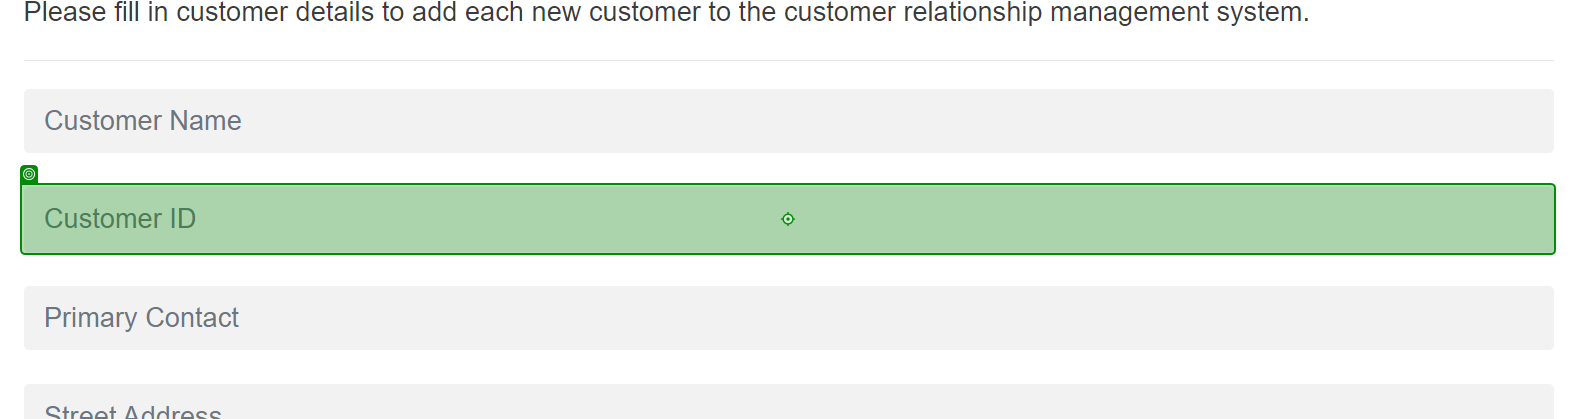 Please fill in customer details to add each new customer to the customer relationship management system.
Customer Name
Customer ID
Primary Contact
Street Address